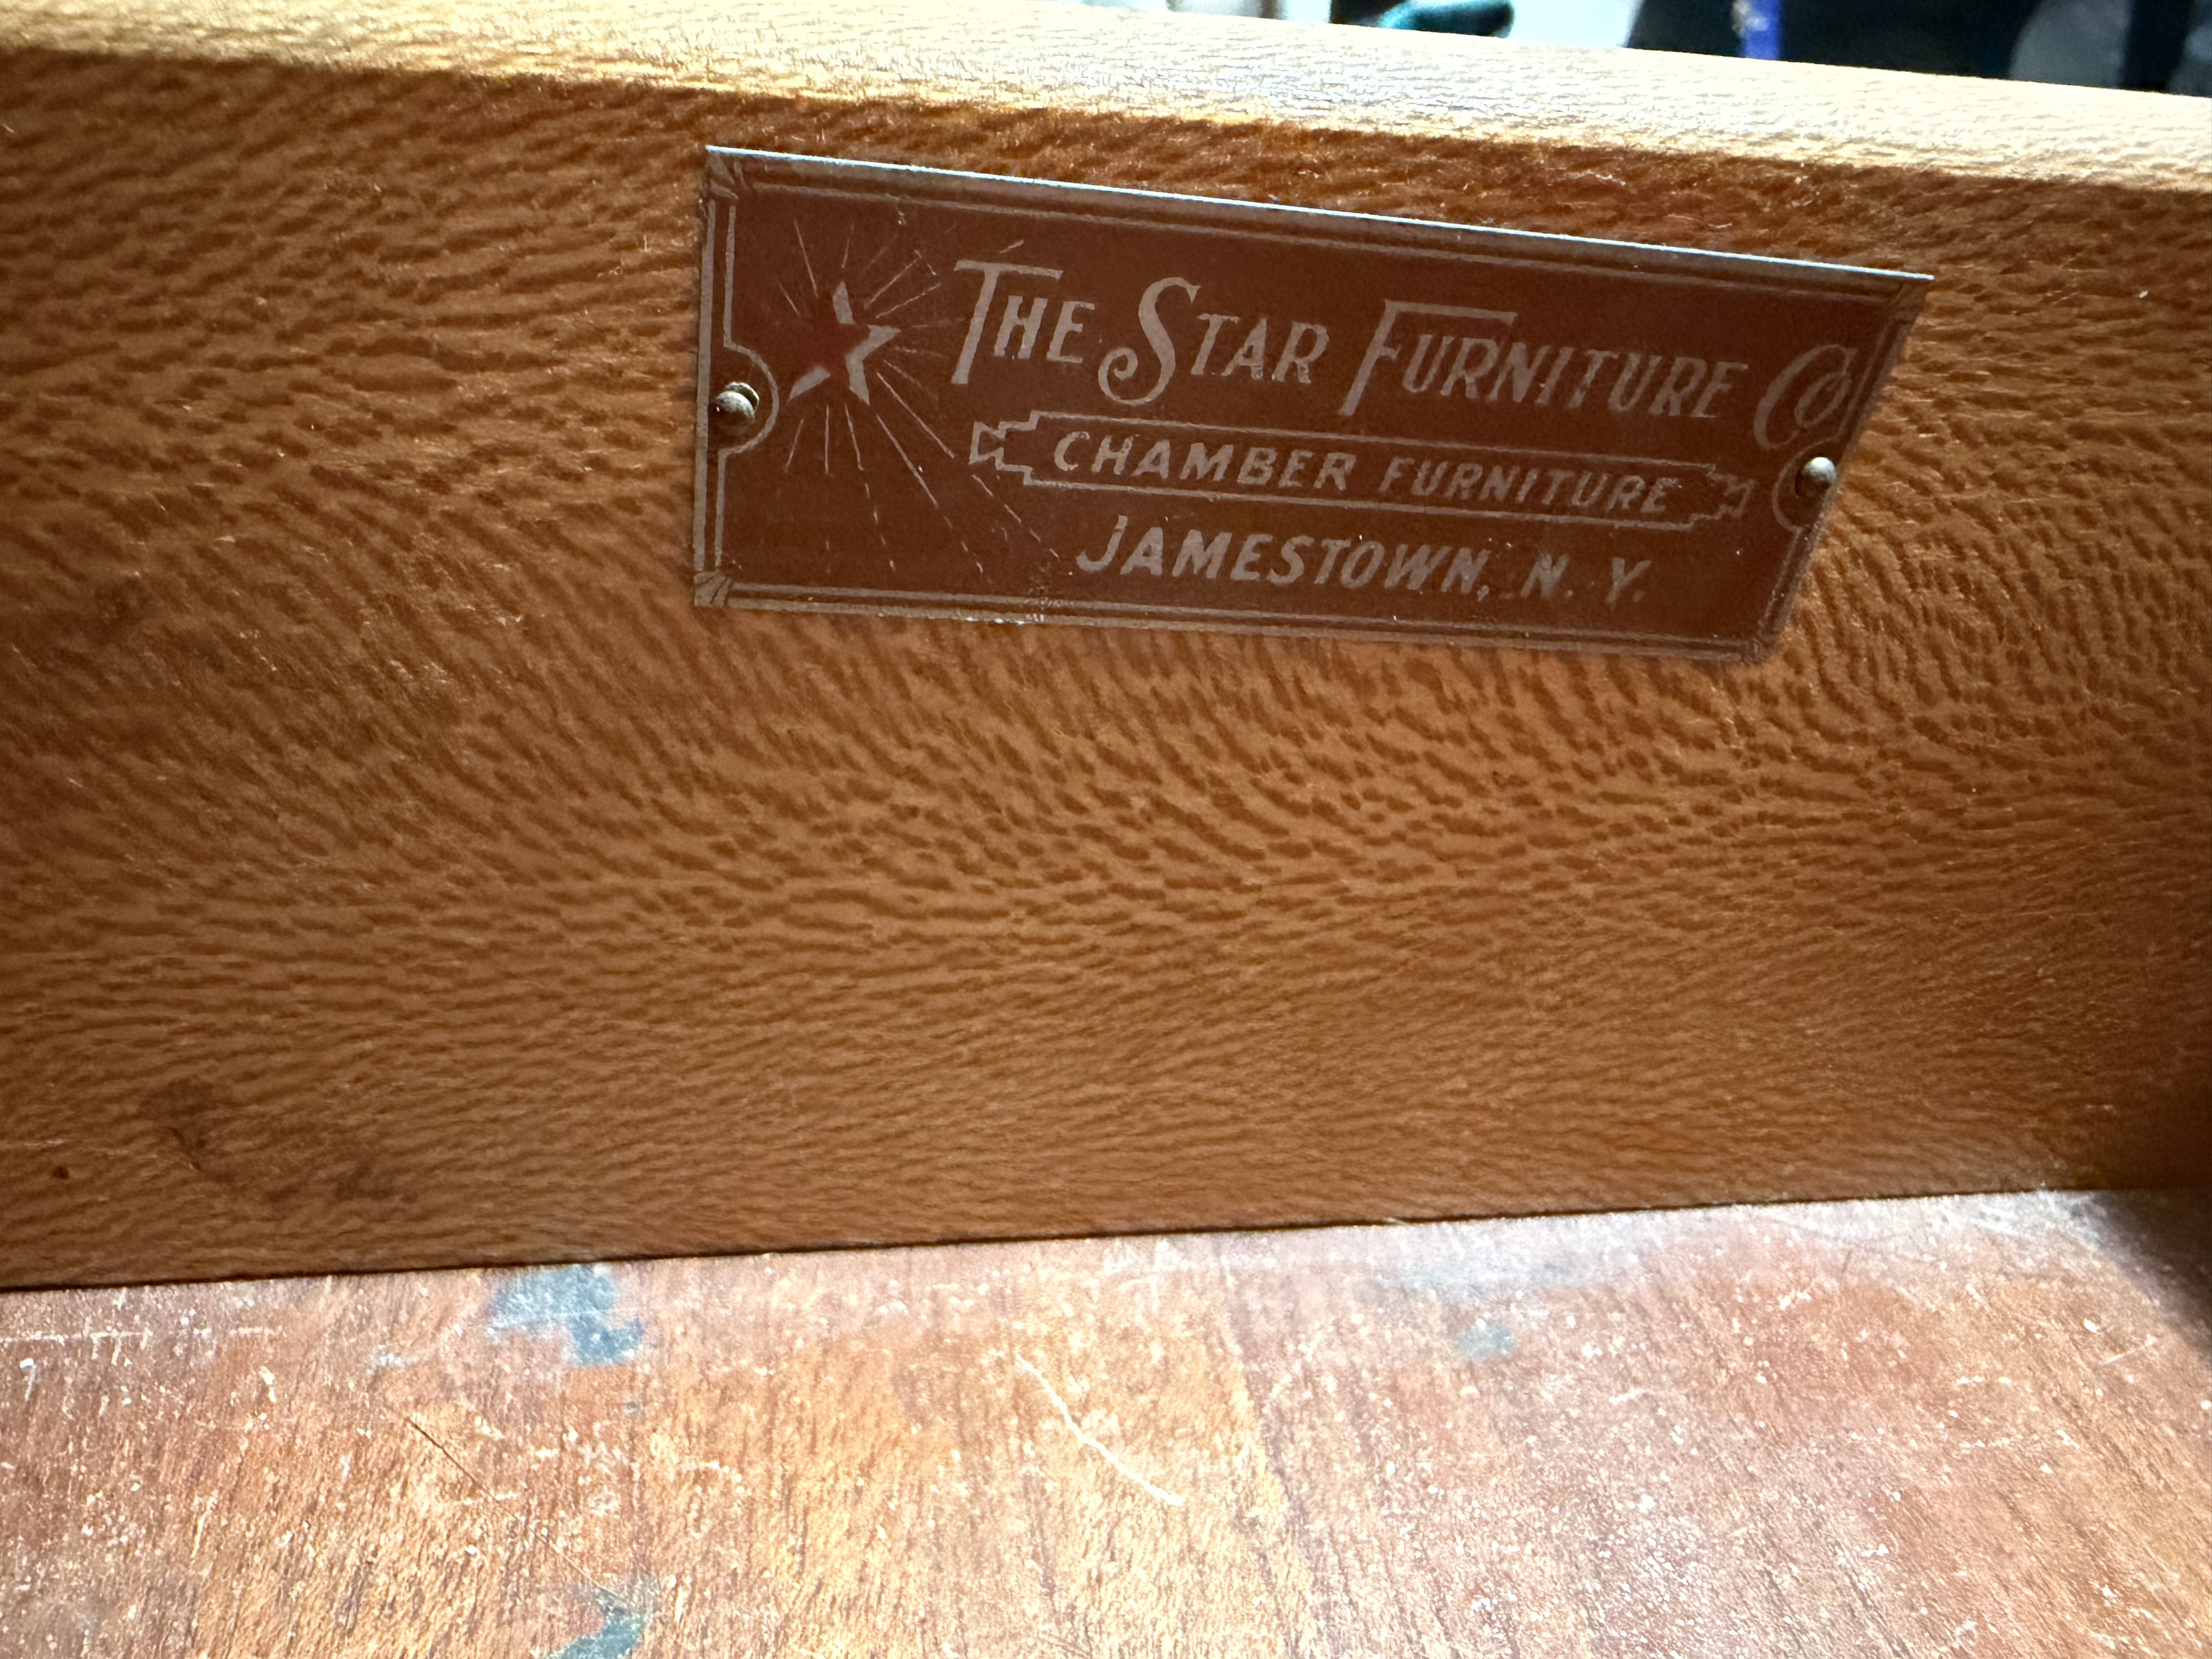 THE STAR FURNITURE CO
CHAMBER FURNITURE
JAMESTOWN, N. Y.